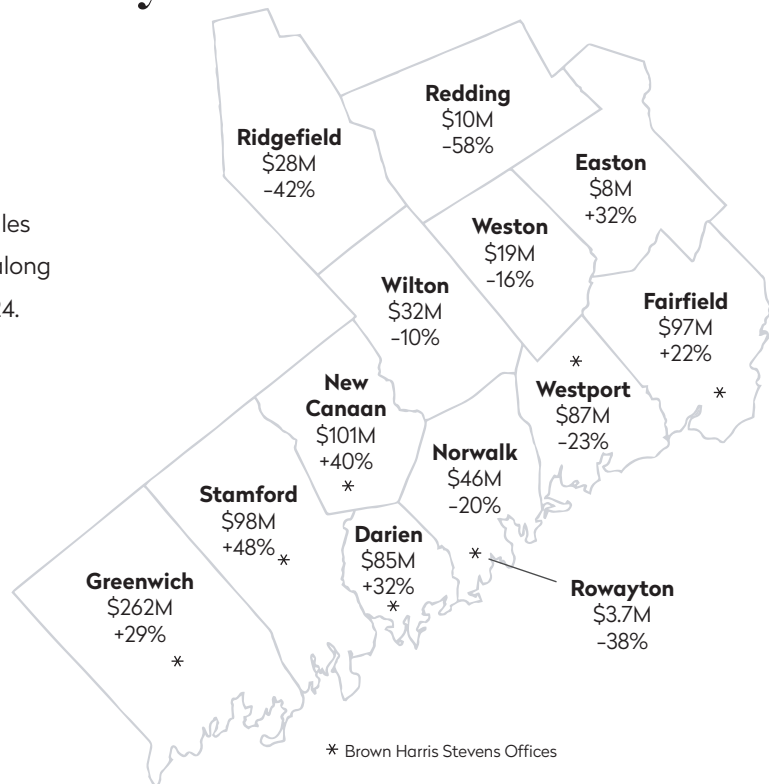 y
les
along
24.
Redding
$10M
-58%
Ridgefield
$28M
-42%
Easton
$8M
+32%
Weston
$19M
-16%
Wilton
$32M
-10%
Fairfield
$97M
+22%
*
New
Canaan
$101M
+40%
*
*
Westport
$87M
-23%
Norwalk
$46M
-20%
Stamford
$98M
+48% *
Darien
$85M
+32%
*
*
Rowayton
$3.7M
-38%
Greenwich
$262M
+29%
*
* Brown Harris Stevens Offices